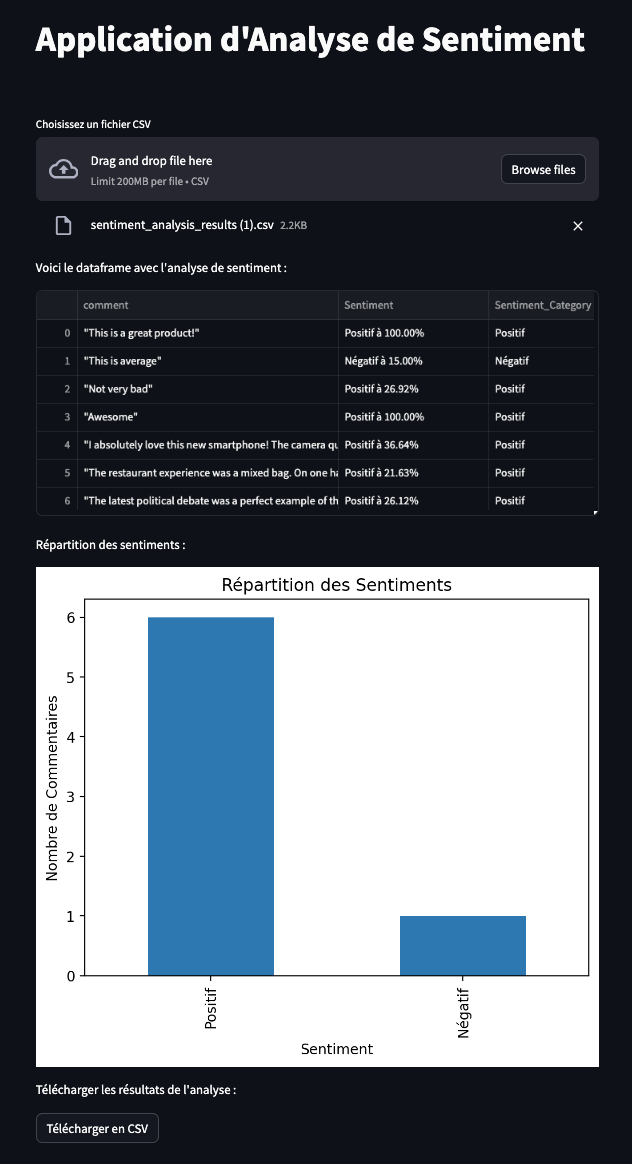 Application d'Analyse de Sentiment
Choisissez un fichier CSV
Drag and drop file here
Limit 200MB per file • CSV
Browse files
sentiment_analysis_results (1).csv 2.2KB
Voici le dataframe avec l'analyse de sentiment :
comment Sentiment Sentiment_Category
0 "This is a great product!" Positif à 100.00% Positif
1 "This is average" Négatif à 15.00% Négatif
2 "Not very bad" Positif à 26.92% Positif
3 "Awesome" Positif à 100.00% Positif
4 "I absolutely love this new smartphone! The camera qu Positif à 36.64% Positif
5 "The restaurant experience was a mixed bag. On one ha Positif à 21.63% Positif
6 "The latest political debate was a perfect example of th Positif à 26.12% Positif
Répartition des sentiments :
Répartition des Sentiments
6
5
4
3
2
1
0
Nombre de Commentaires
Positif
Négatif
Sentiment
Télécharger les résultats de l'analyse :
Télécharger en CSV